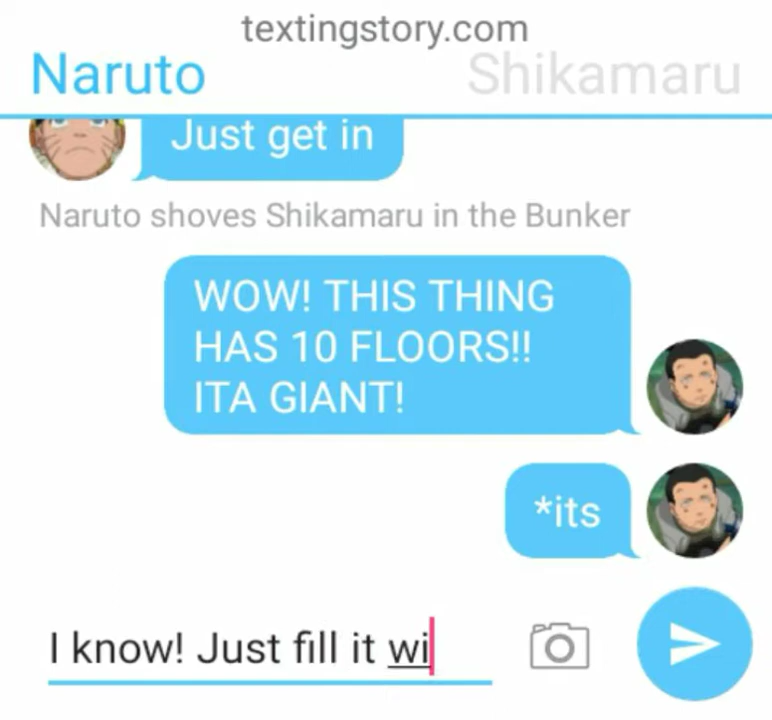 textingstory.com
Naruto Shikamaru
Just get in
Naruto shoves Shikamaru in the Bunker
WOW! THIS THING
HAS 10 FLOORS!!
ITA GIANT!
*its
I know! Just fill it wi